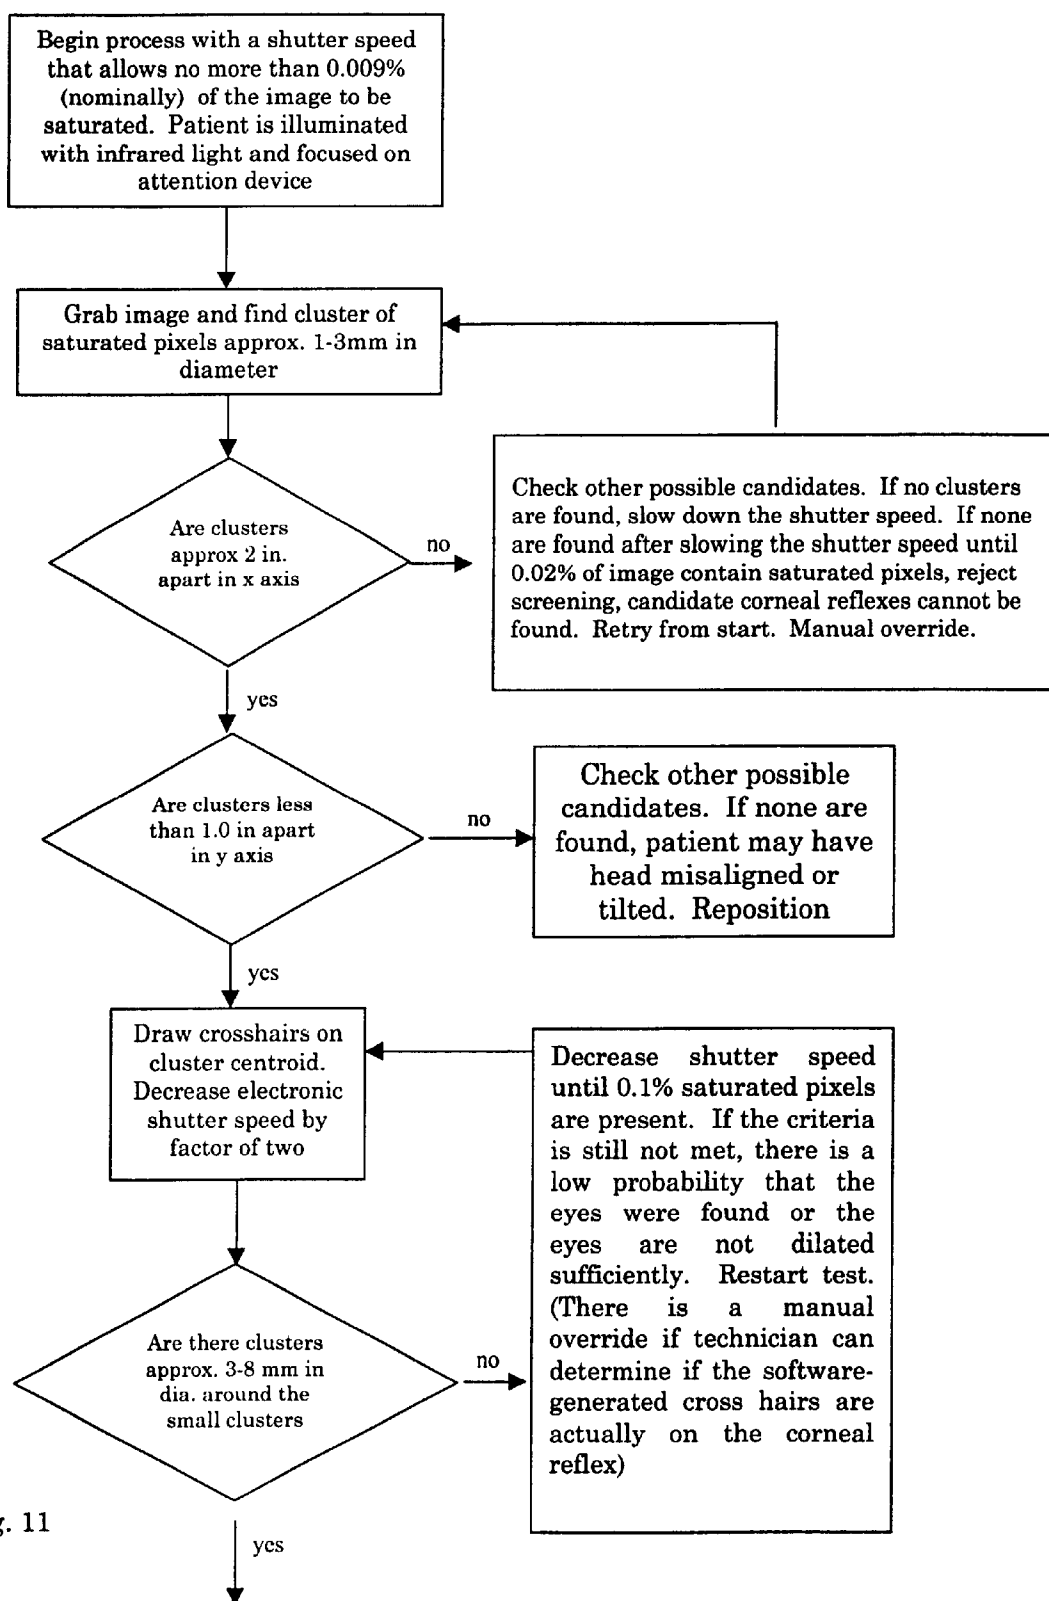 Begin process with a shutter speed
that allows no more than 0.009%
(nominally) of the image to be
saturated. Patient is illuminated
with infrared light and focused on
attention device
Grab image and find cluster of
saturated pixels approx. 1-3mm in
diameter
Are clusters
approx 2 in.
apart in x axis
no
Check other possible candidates. If no clusters
are found, slow down the shutter speed. If none
are found after slowing the shutter speed until
0.02% of image contain saturated pixels, reject
screening, candidate corneal reflexes cannot be
found. Retry from start. Manual override.
yes
Are clusters less
than 1.0 in apart
in y axis
no
Check other possible
candidates. If none are
found, patient may have
head misaligned or
tilted. Reposition
yes
Draw crosshairs on
cluster centroid.
Decrease electronic
shutter speed by
factor of two
Decrease shutter speed
until 0.1% saturated pixels
are present. If the criteria
is still not met, there is a
low probability that the
eyes were found or the
eyes are not dilated
sufficiently. Restart test.
(There is a manual
override if technician can
determine if the software-
generated cross hairs are
actually on the corneal
reflex)
Are there clusters
approx. 3-8 mm in
dia. around the
small clusters
no
g. 11
yes